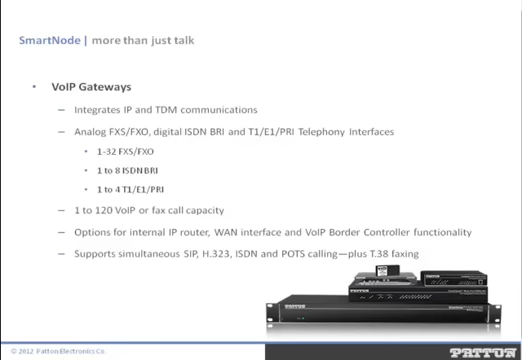 SmartNode | more than just talk
• VoIP Gateways
– Integrates IP and TDM communications
– Analog FXS/FXO, digital ISDN BRI and T1/E1/PRI Telephony Interfaces
• 1-32 FXS/FXO
• 1 to 8 ISDN BRI
• 1 to 4 T1/E1/PRI
– 1 to 120 VoIP or fax call capacity
– Options for internal IP router, WAN interface and VoIP Border Controller functionality
– Supports simultaneous SIP, H.323, ISDN and POTS calling—plus T.38 faxing
PATTON
© 2012 Patton Electronics Co.
PATTON